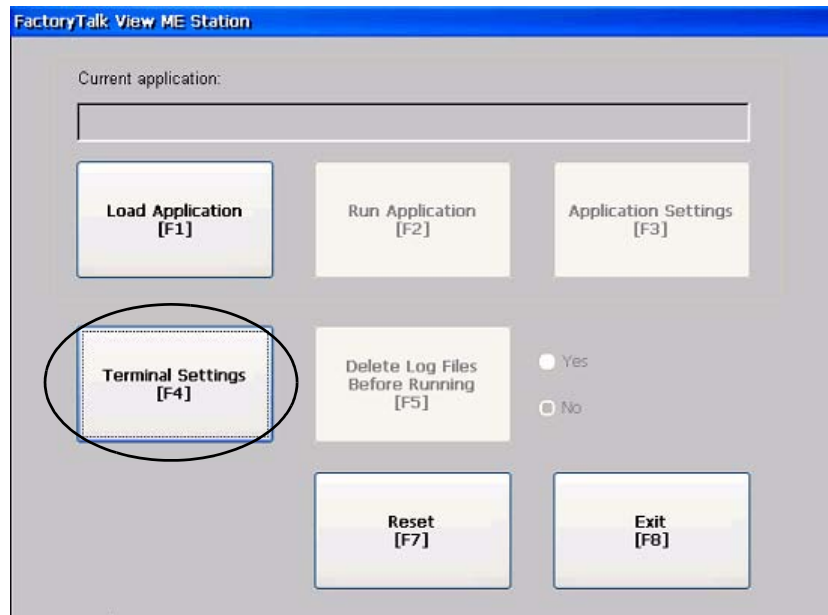 FactoryTalk View ME Station
Current application:
Load Application
[F1]
Run Application
[F2]
Application Settings
[F3]
Terminal Settings
[F4]
Delete Log Files
Before Running
[F5]
Yes
No
Reset
[F7]
Exit
[F8]